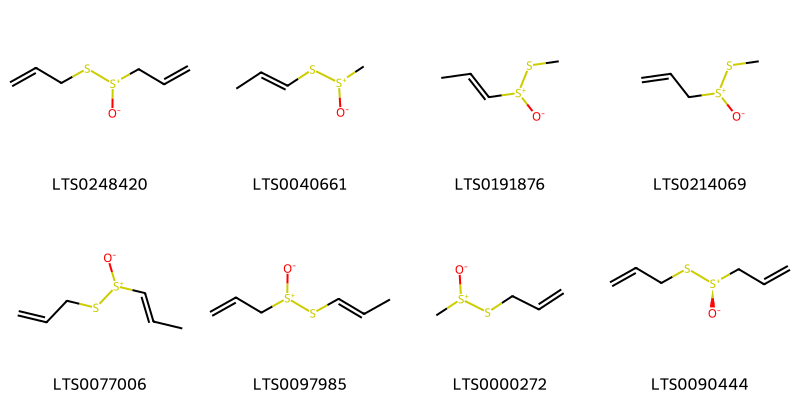 S S⁺ O⁻ S S⁺ O⁻ S S⁺ O⁻ S S⁺ O⁻
LTS0248420 LTS0040661 LTS0191876 LTS0214069
O⁻ S⁺ S O⁻ S⁺ S O⁻ S⁺ S S S⁺ O⁻
LTS0077006 LTS0097985 LTS0000272 LTS0090444